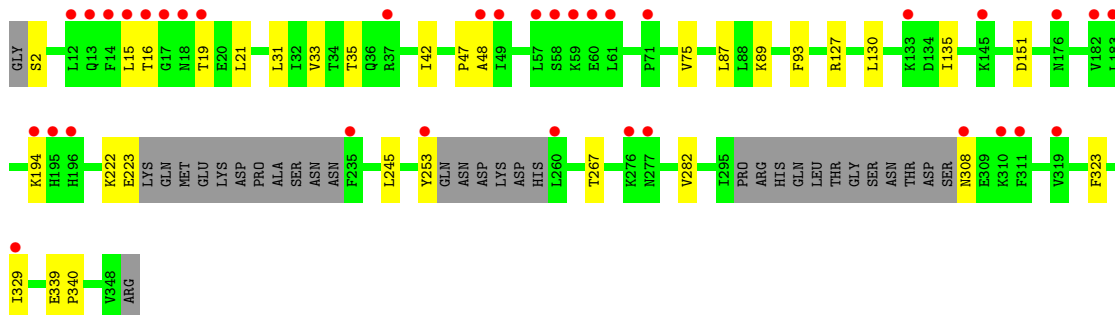 GLY S2 L12 Q13 F14 L15 T16 G17 N18 T19 E20 L21 L31 I32 V33 T34 T35 Q36 R37 I42 P47 A48 I49 L57 S58 K59 E60 L61 P71 V75 L87 L88 K89 F93 R127 L130 K133 D134 I135 K145 D151 N176 V182 L183
K194 H195 H196 K222 E223 LYS GLN MET GLU LYS ASP PRO ALA SER ASN ASN F235 L245 Y253 GLN ASN ASP LYS ASP HIS L260 T267 K276 N277 V282 I295 PRO ARG HIS GLN LEU THR GLY SER ASN THR ASP SER N308 E309 K310 F311 V319 F323
I329 E339 P340 V348 ARG